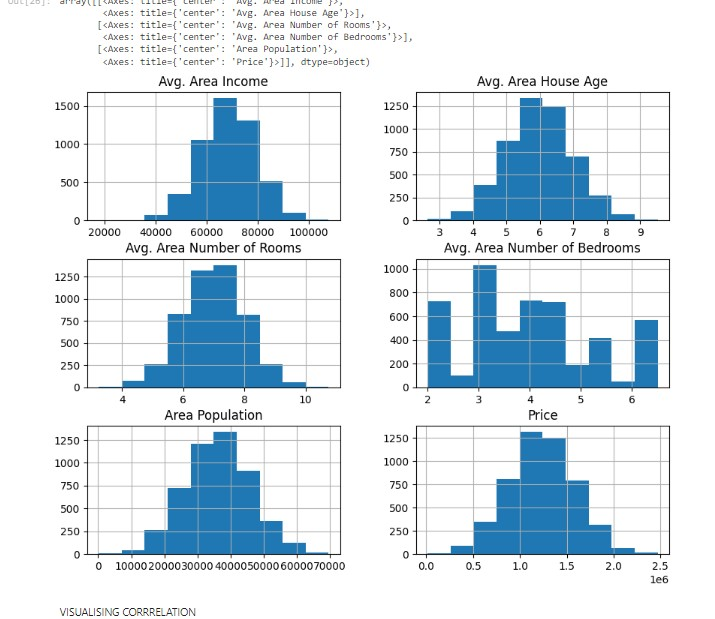 Out[26]: array([[<Axes: title={'center': 'Avg. Area Income'}>,
<Axes: title={'center': 'Avg. Area House Age'}>],
[<Axes: title={'center': 'Avg. Area Number of Rooms'}>,
<Axes: title={'center': 'Avg. Area Number of Bedrooms'}>],
[<Axes: title={'center': 'Area Population'}>,
<Axes: title={'center': 'Price'}>]], dtype=object)
Avg. Area Income
1500
1000
500
0
20000 40000 60000 80000 100000
Avg. Area House Age
1250
1000
750
500
250
0
3 4 5 6 7 8 9
Avg. Area Number of Rooms
1250
1000
750
500
250
0
4 6 8 10
Avg. Area Number of Bedrooms
1000
800
600
400
200
0
2 3 4 5 6
Area Population
1250
1000
750
500
250
0
0 10000 20000 30000 40000 50000 60000 70000
Price
1250
1000
750
500
250
0
0.0 0.5 1.0 1.5 2.0 2.5
1e6
VISUALISING CORRRELATION